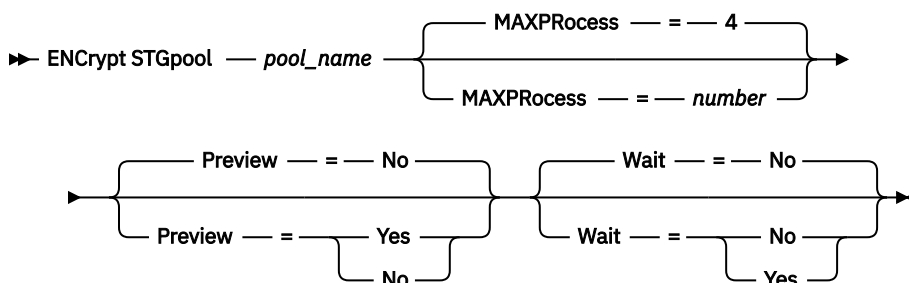 MAXPRocess = 4
ENCrypt STGpool pool_name
MAXPRocess = number
Preview = No Wait = No
Preview = Yes Wait = No
No Yes